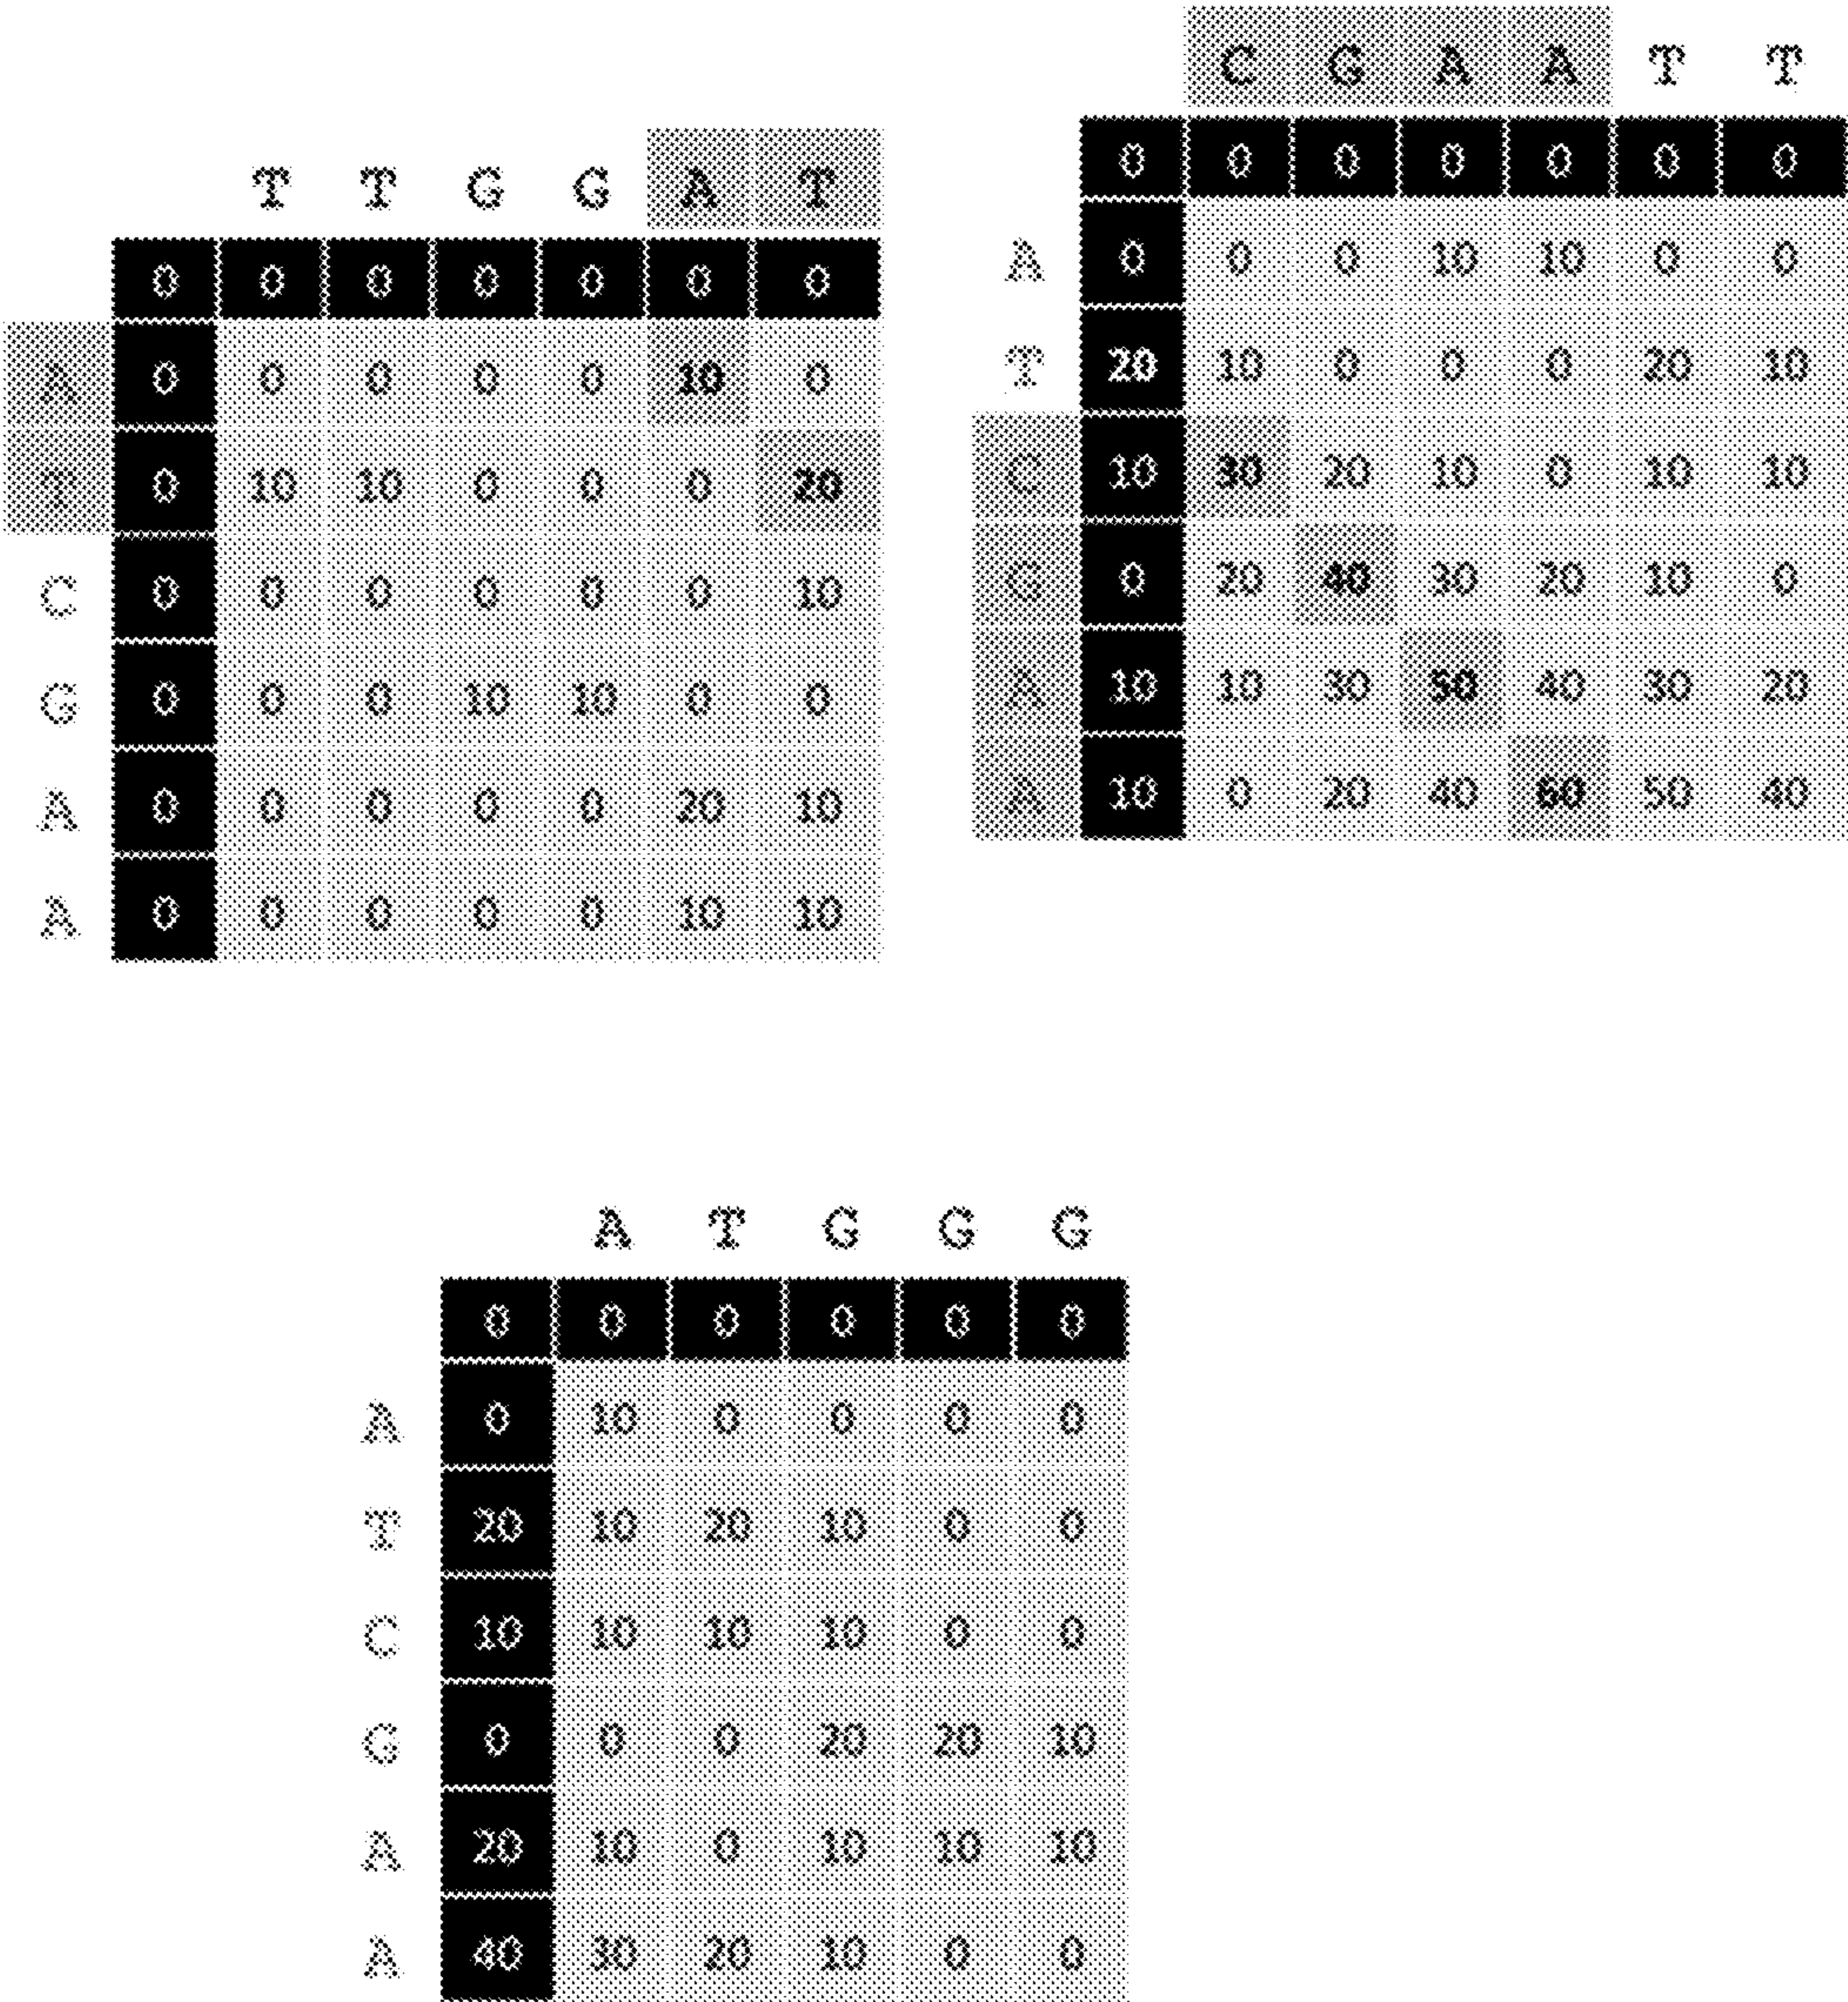 T T G G A T
0 0 0 0 0 0 0
A 0 0 0 0 0 10 0
T 0 10 10 0 0 0 20
C 0 0 0 0 0 0 10
G 0 0 0 10 10 0 0
A 0 0 0 0 0 20 10
A 0 0 0 0 0 10 10
C G A A T T
0 0 0 0 0 0 0
A 0 0 0 10 10 0 0
T 20 10 0 0 0 20 10
C 10 30 20 10 0 10 10
G 0 20 40 30 20 10 0
A 10 10 30 50 40 30 20
A 10 0 20 40 60 50 40
A T G G G
0 0 0 0 0 0
A 0 10 0 0 0 0
T 20 10 20 10 0 0
C 10 10 10 10 0 0
G 0 0 0 20 20 10
A 20 10 0 10 10 10
A 40 30 20 10 0 0